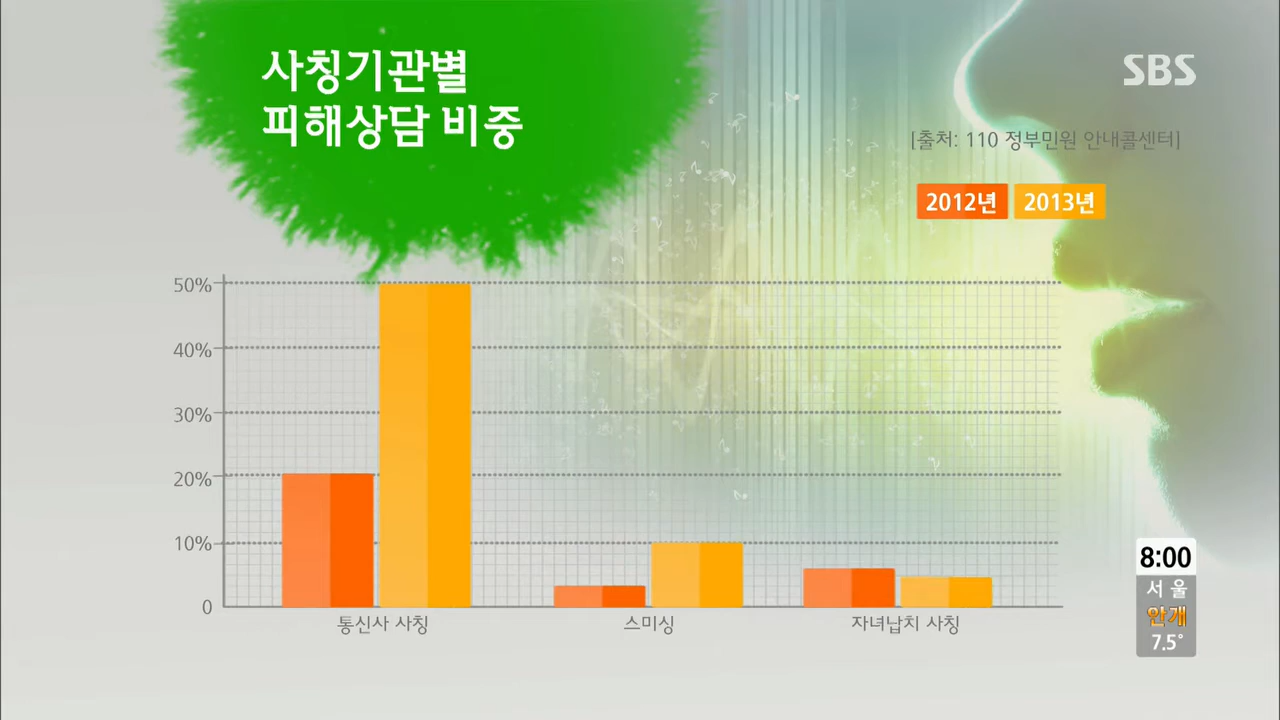 사칭기관별
피해상담 비중
SBS
[출처: 110 정부민원 안내콜센터]
2012년 2013년
50%
40%
30%
20%
10%
0
통신사 사칭 스미싱 자녀납치 사칭
8:00
서울
안개
7.5°